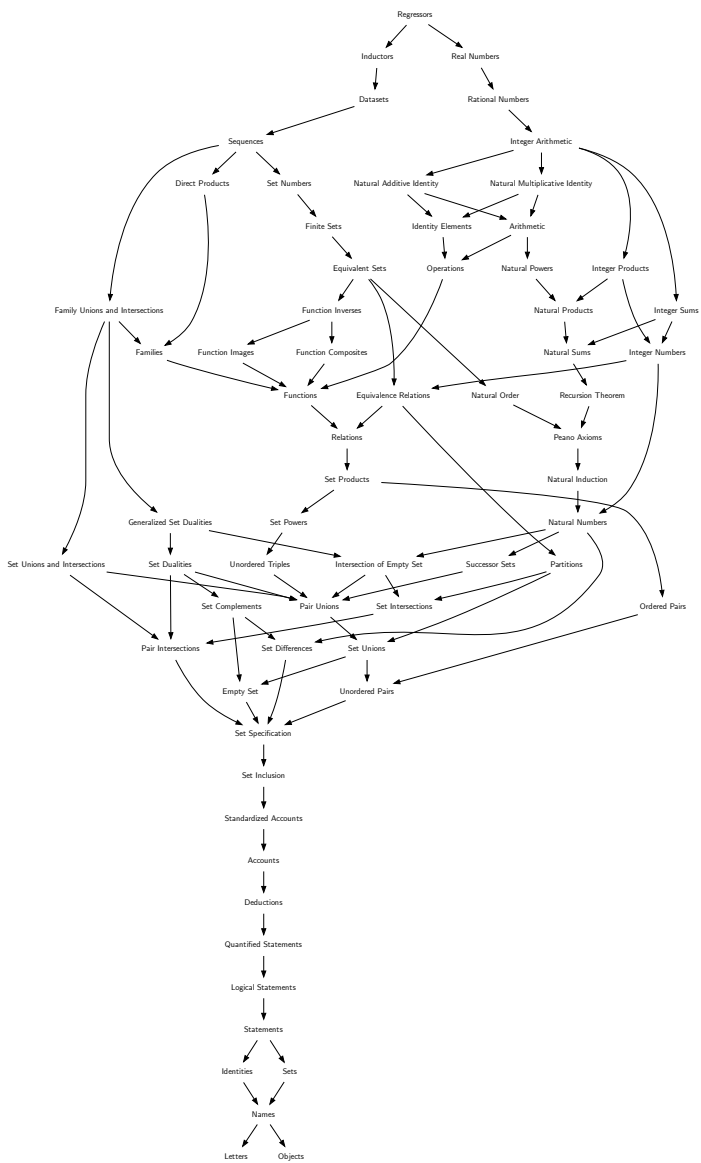 Regressors
Inductors
Real Numbers
Datasets
Rational Numbers
Sequences
Integer Arithmetic
Direct Products
Set Numbers
Natural Additive Identity
Natural Multiplicative Identity
Finite Sets
Identity Elements
Arithmetic
Equivalent Sets
Operations
Natural Powers
Integer Products
Family Unions and Intersections
Function Inverses
Natural Products
Integer Sums
Families
Function Images
Function Composites
Natural Sums
Integer Numbers
Functions
Equivalence Relations
Natural Order
Recursion Theorem
Relations
Peano Axioms
Set Products
Natural Induction
Generalized Set Dualities
Set Powers
Natural Numbers
Set Unions and Intersections
Set Dualities
Unordered Triples
Intersection of Empty Set
Successor Sets
Partitions
Set Complements
Pair Unions
Set Intersections
Ordered Pairs
Pair Intersections
Set Differences
Set Unions
Empty Set
Unordered Pairs
Set Specification
Set Inclusion
Standardized Accounts
Accounts
Deductions
Quantified Statements
Logical Statements
Statements
Identities
Sets
Names
Letters
Objects